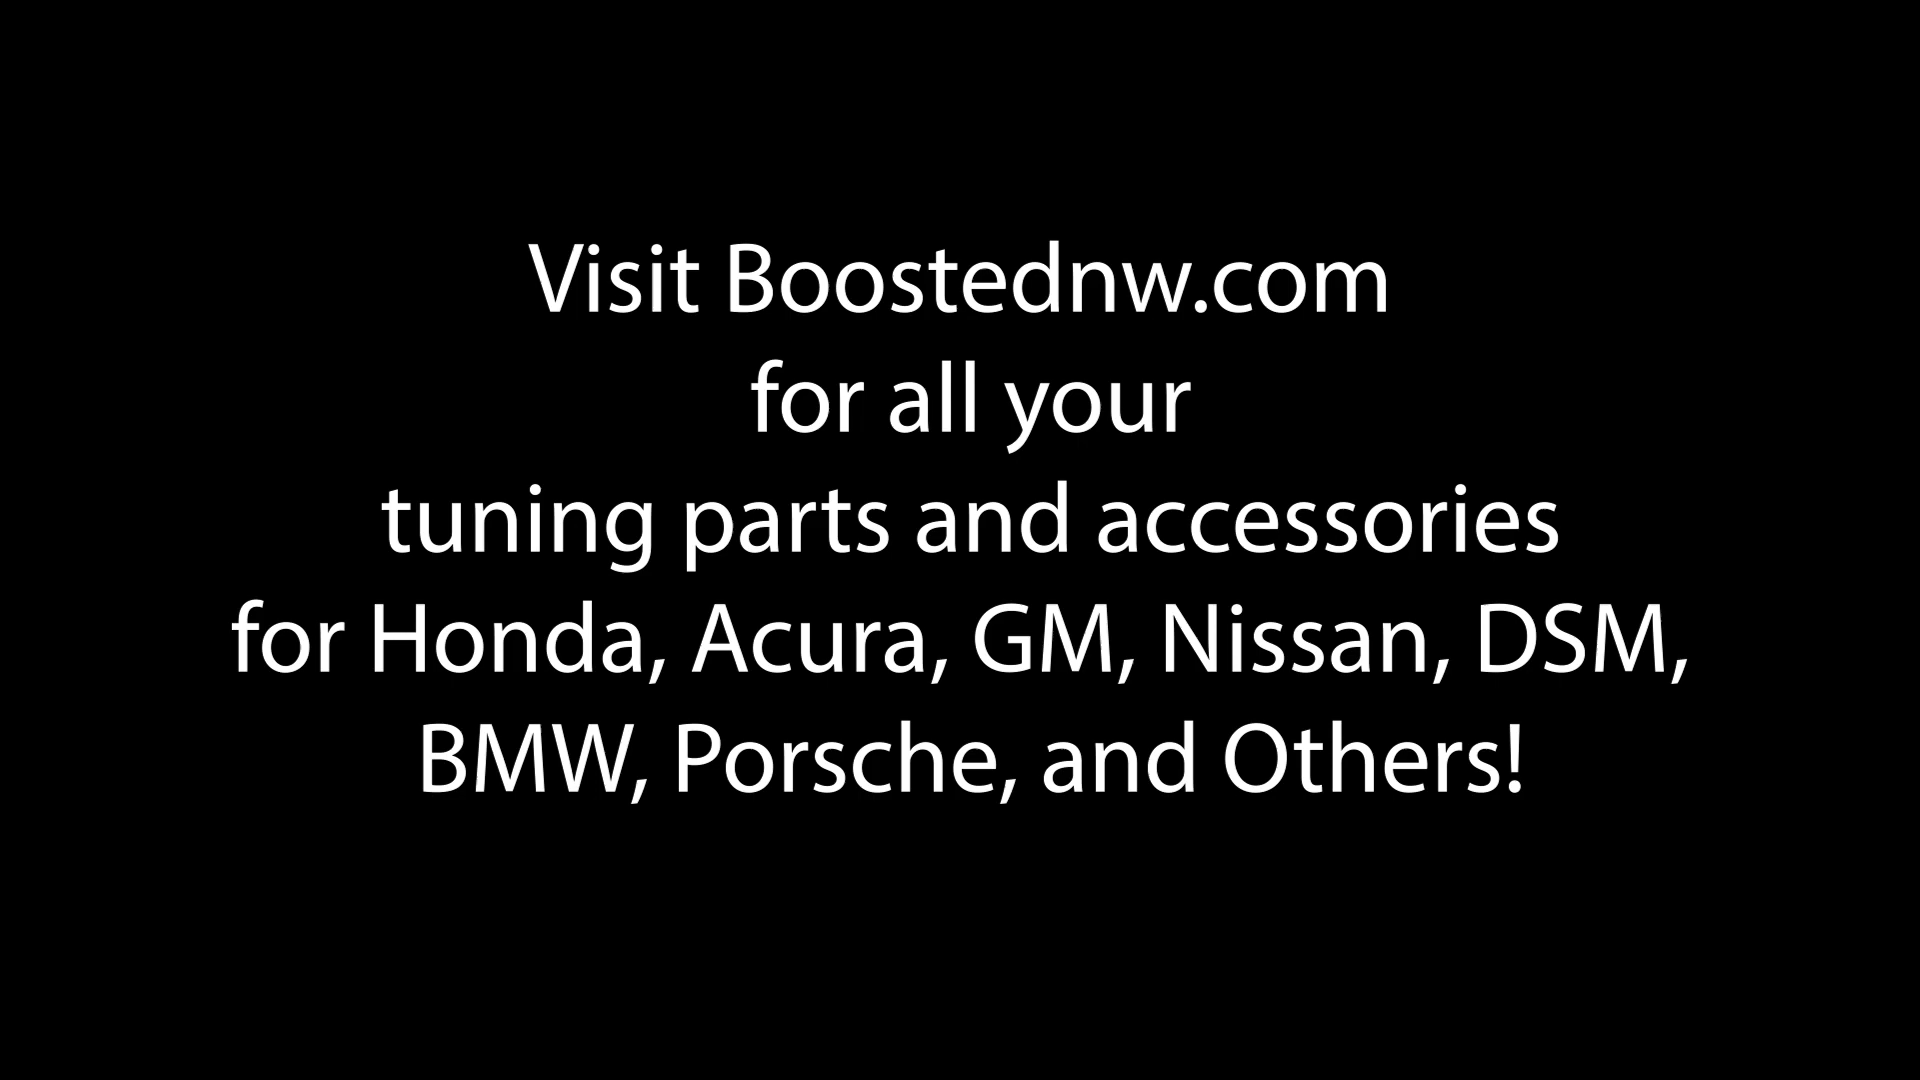 Visit Boostednw.com
for all your
tuning parts and accessories
for Honda, Acura, GM, Nissan, DSM,
BMW, Porsche, and Others!